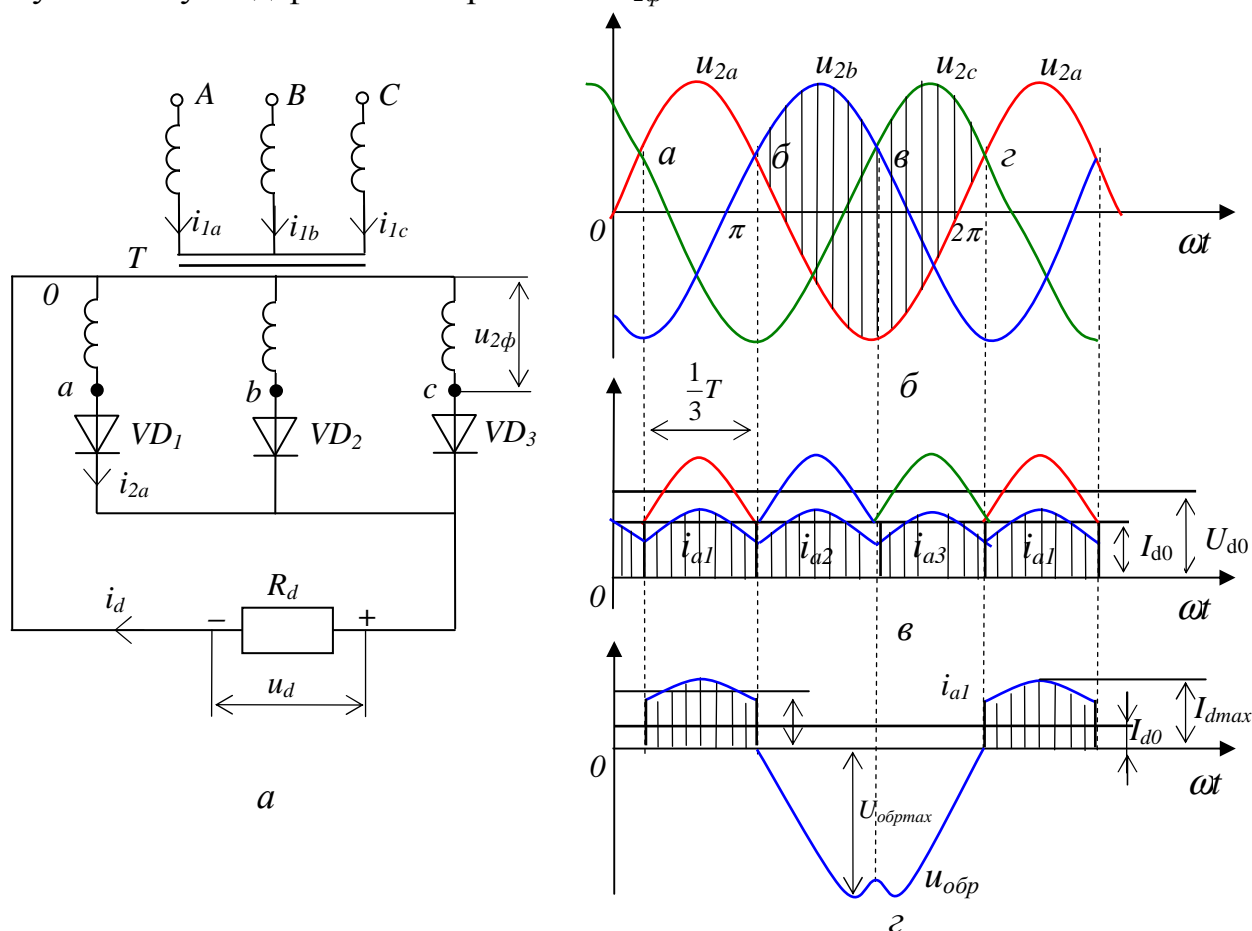 A B C
i1a i1b i1c
T
0
u2ф
a b c
VD1 VD2 VD3
i2a
Rd
id − +
ud
а
u2a u2b u2c u2a
а б в г
0 π 2π ωt
б
1/3 T
ia1 ia2 ia3 ia1 Id0 Ud0
0 ωt
в
ia1 Id0 Idmax
0 ωt
Uобрmax
uобр
г